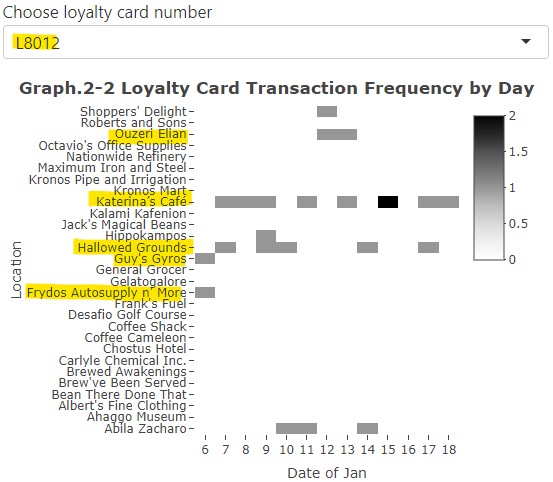 Choose loyalty card number
L8012
Graph.2-2 Loyalty Card Transaction Frequency by Day
Shoppers' Delight
Roberts and Sons
Ouzeri Elian
Octavio's Office Supplies
Nationwide Refinery
Maximum Iron and Steel
Kronos Pipe and Irrigation
Kronos Mart
Katerina's Café
Kalami Kafenion
Jack's Magical Beans
Hippokampos
Hallowed Grounds
Guy's Gyros
General Grocer
Gelatogalore
Frydos Autosupply n' More
Frank's Fuel
Desafio Golf Course
Coffee Shack
Coffee Cameleon
Chostus Hotel
Carlyle Chemical Inc.
Brewed Awakenings
Brew've Been Served
Bean There Done That
Albert's Fine Clothing
Ahaggo Museum
Abila Zacharo
Location
6 7 8 9 10 11 12 13 14 15 16 17 18
Date of Jan
2
1.5
1
0.5
0